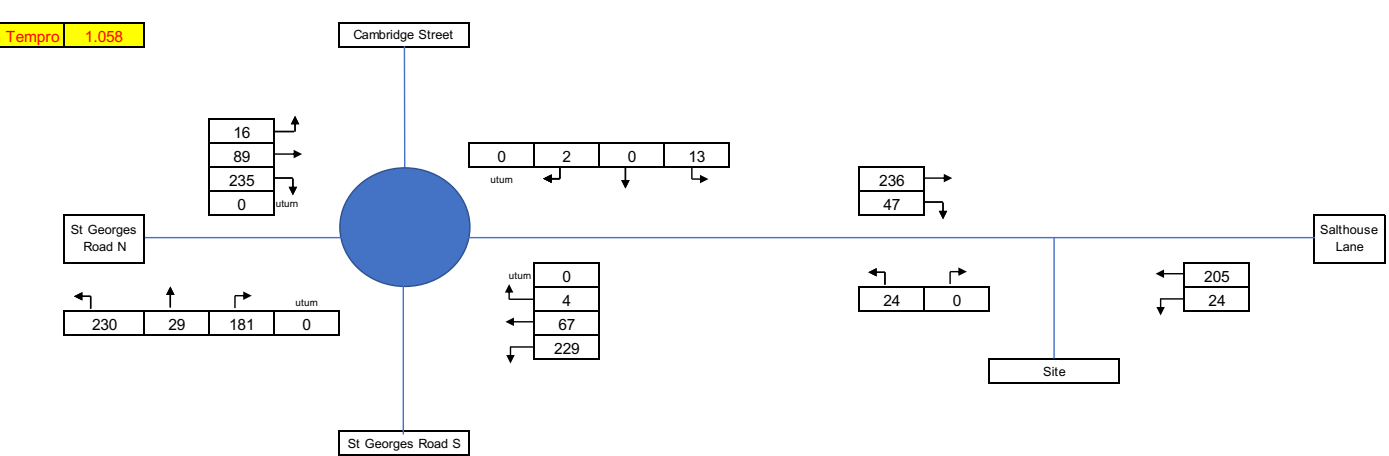 Tempro 1.058
Cambridge Street
16
89
235
0 utum
0 2 0 13
utum
236
47
St Georges
Road N
Salthouse
Lane
utum 0
4
67
229
24 0
205
24
utum
230 29 181 0
Site
St Georges Road S